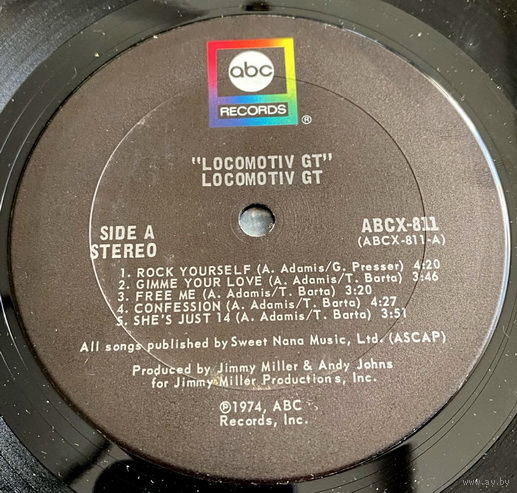 abc
RECORDS
®
"LOCOMOTIV GT"
LOCOMOTIV GT
SIDE A
STEREO
ABCX-811
(ABCX-811-A)
1. ROCK YOURSELF (A. Adamis/G. Presser) 4:20
2. GIMME YOUR LOVE (A. Adamis/T. Barta) 3:46
3. FREE ME (A. Adamis/T. Barta) 3:20
4. CONFESSION (A. Adamis/T. Barta) 4:27
5. SHE'S JUST 14 (A. Adamis/T. Barta) 3:51
All songs published by Sweet Nana Music, Ltd. (ASCAP)
Produced by Jimmy Miller & Andy Johns
for Jimmy Miller Productions, Inc.
℗1974, ABC
Records, Inc.
www.ay.by